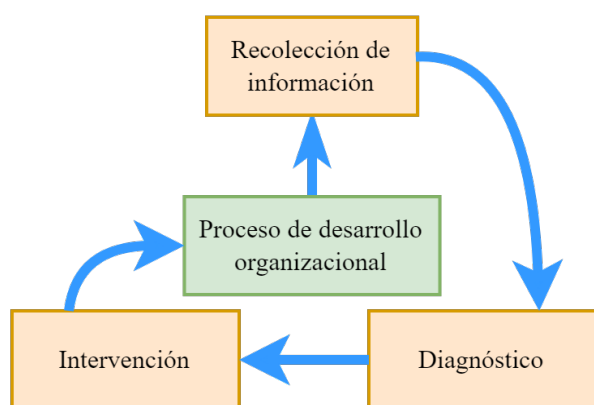 Recolección de
información
Proceso de desarrollo
organizacional
Intervención
Diagnóstico